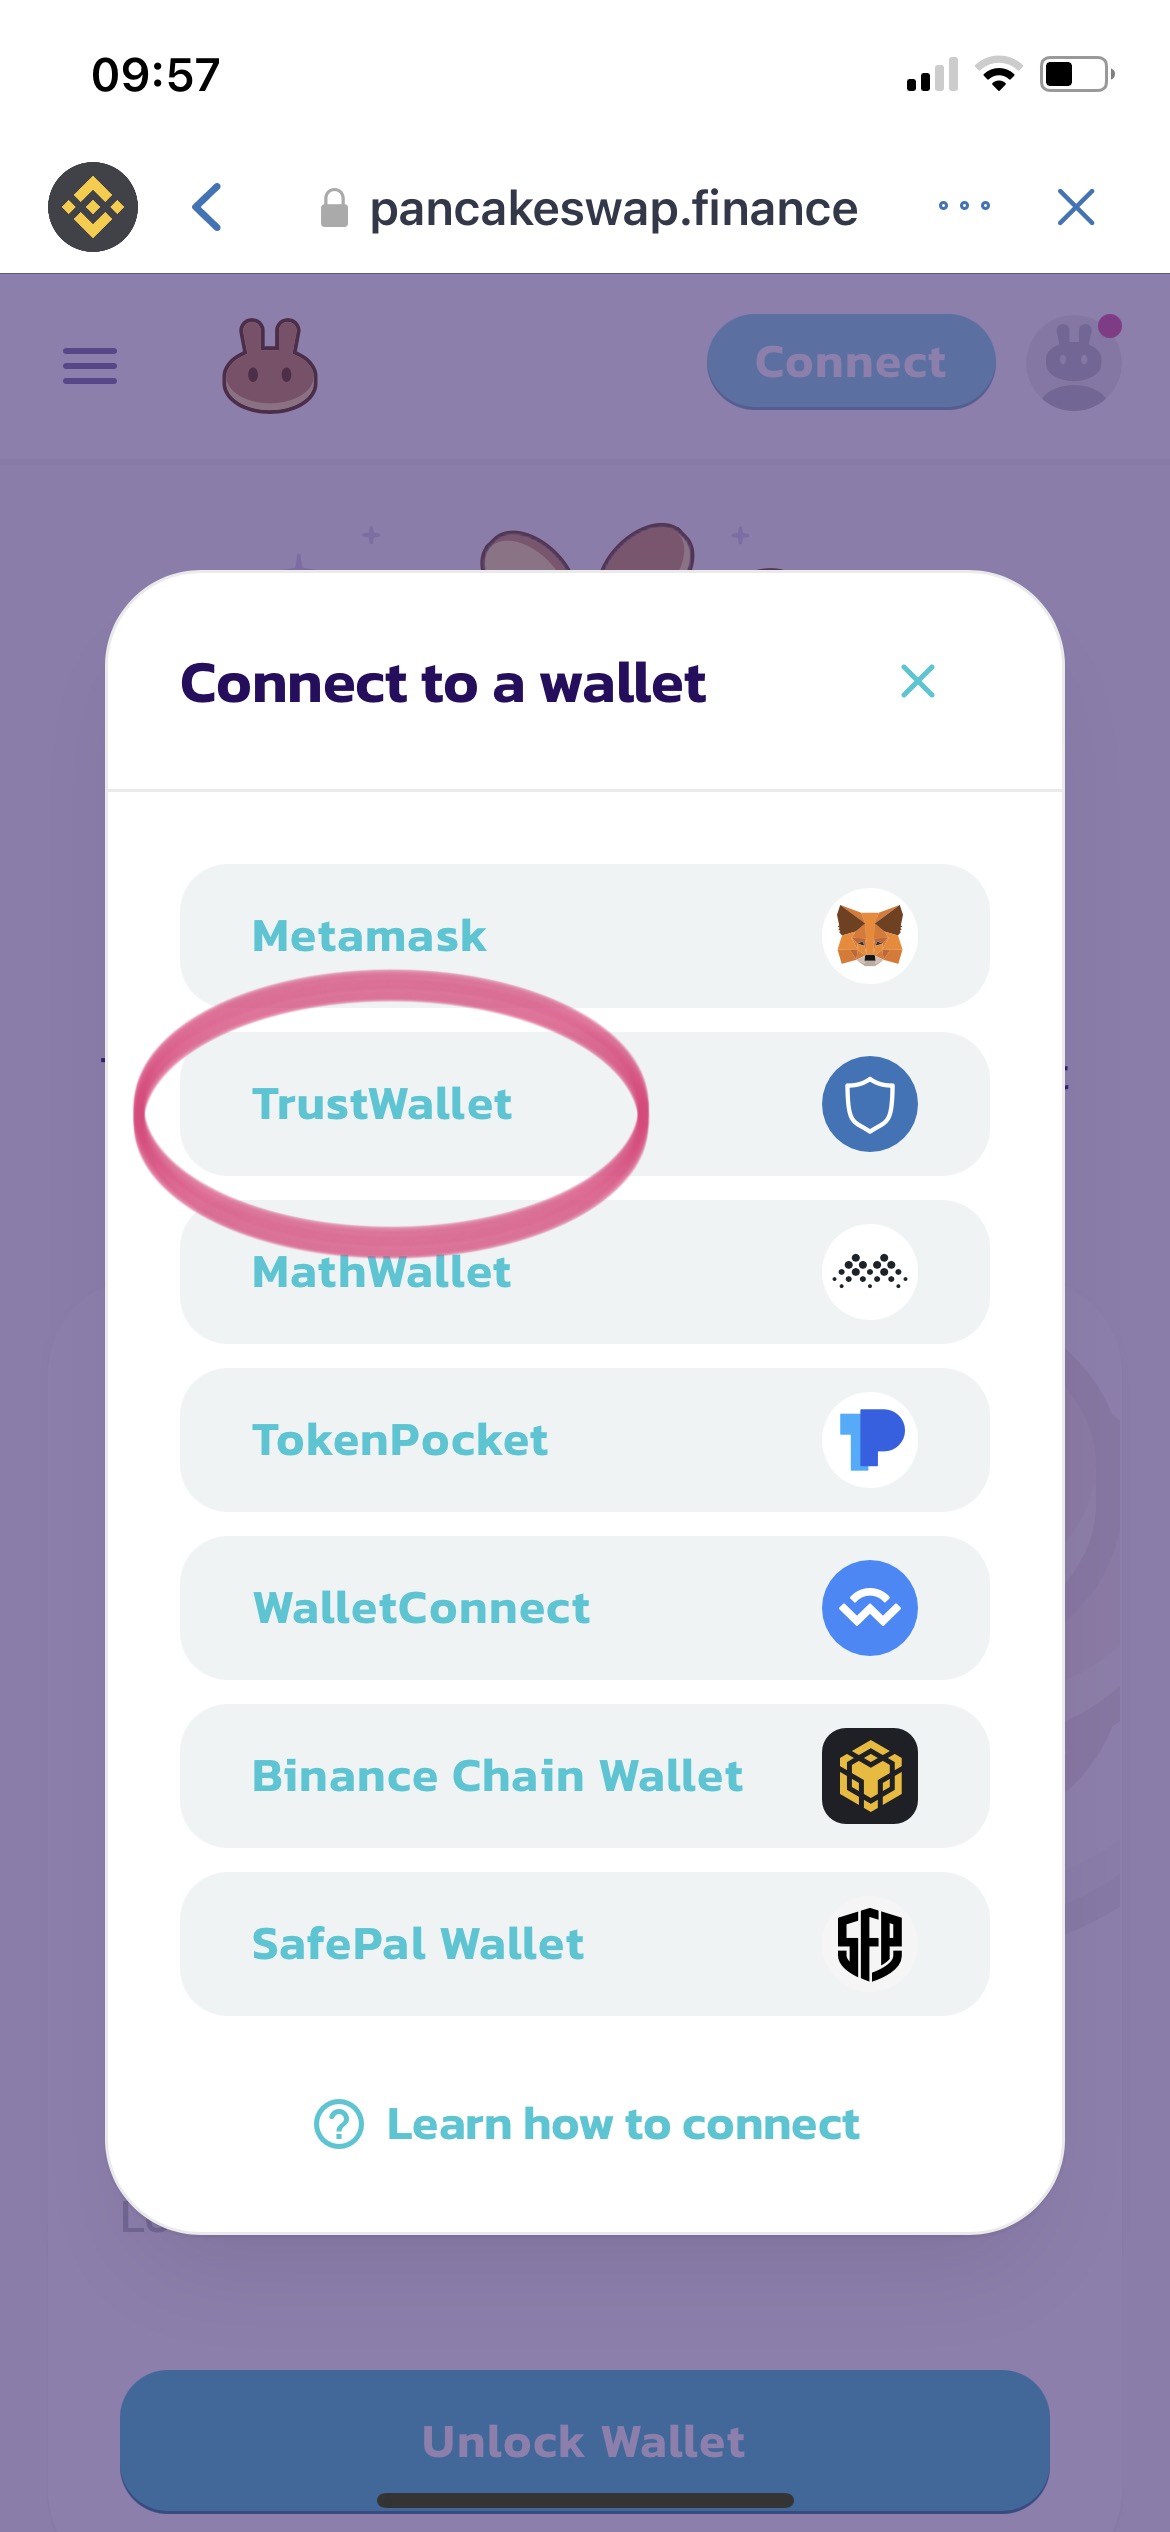 09:57
pancakeswap.finance
Connect
Connect to a wallet
Metamask
TrustWallet
MathWallet
TokenPocket
WalletConnect
Binance Chain Wallet
SafePal Wallet
SFP
Learn how to connect
Unlock Wallet